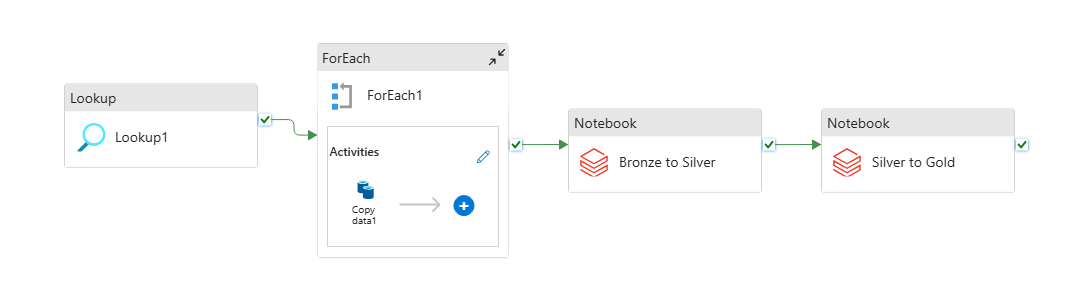 Lookup
Lookup1
ForEach
ForEach1
Activities
Copy
data1
Notebook
Bronze to Silver
Notebook
Silver to Gold